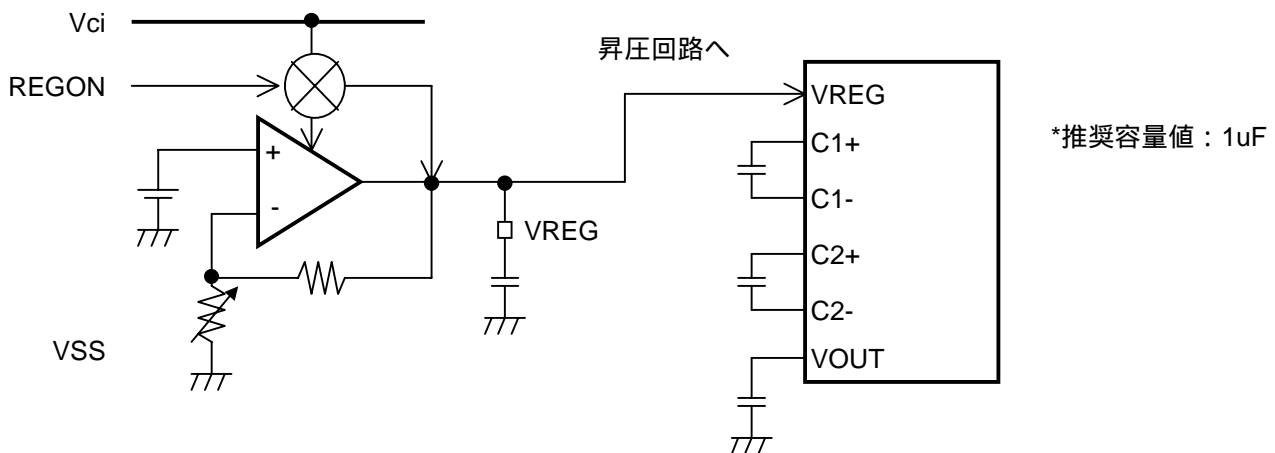 Vci
REGON
昇圧回路へ
VREG
C1+
C1-
C2+
C2-
VOUT
*推奨容量値：1uF
+
-
VREG
VSS